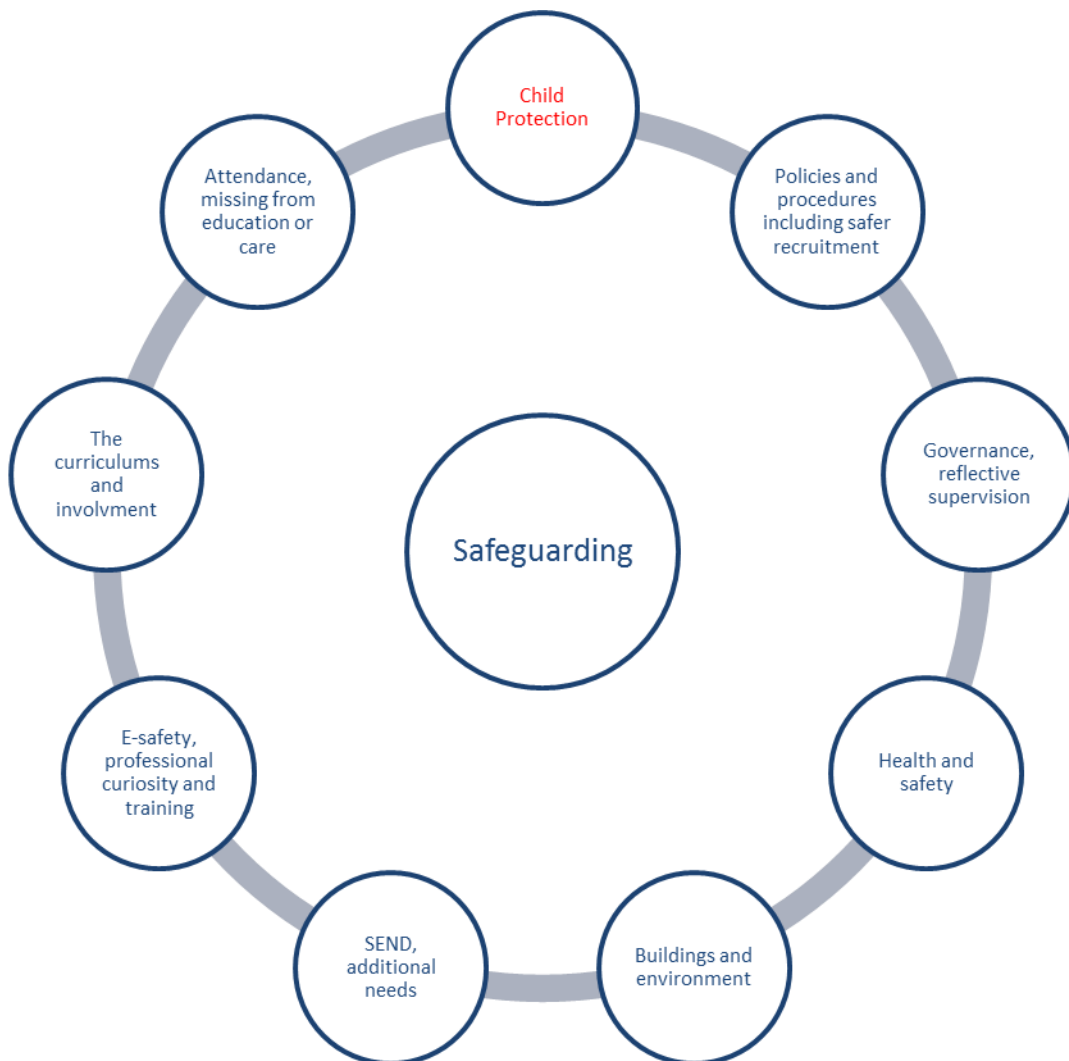 Child
Protection
Policies and
procedures
including safer
recruitment
Governance,
reflective
supervision
Health and
safety
Buildings and
environment
SEND,
additional
needs
E-safety,
professional
curiosity and
training
The
curriculums
and
involvment
Attendance,
missing from
education or
care
Safeguarding